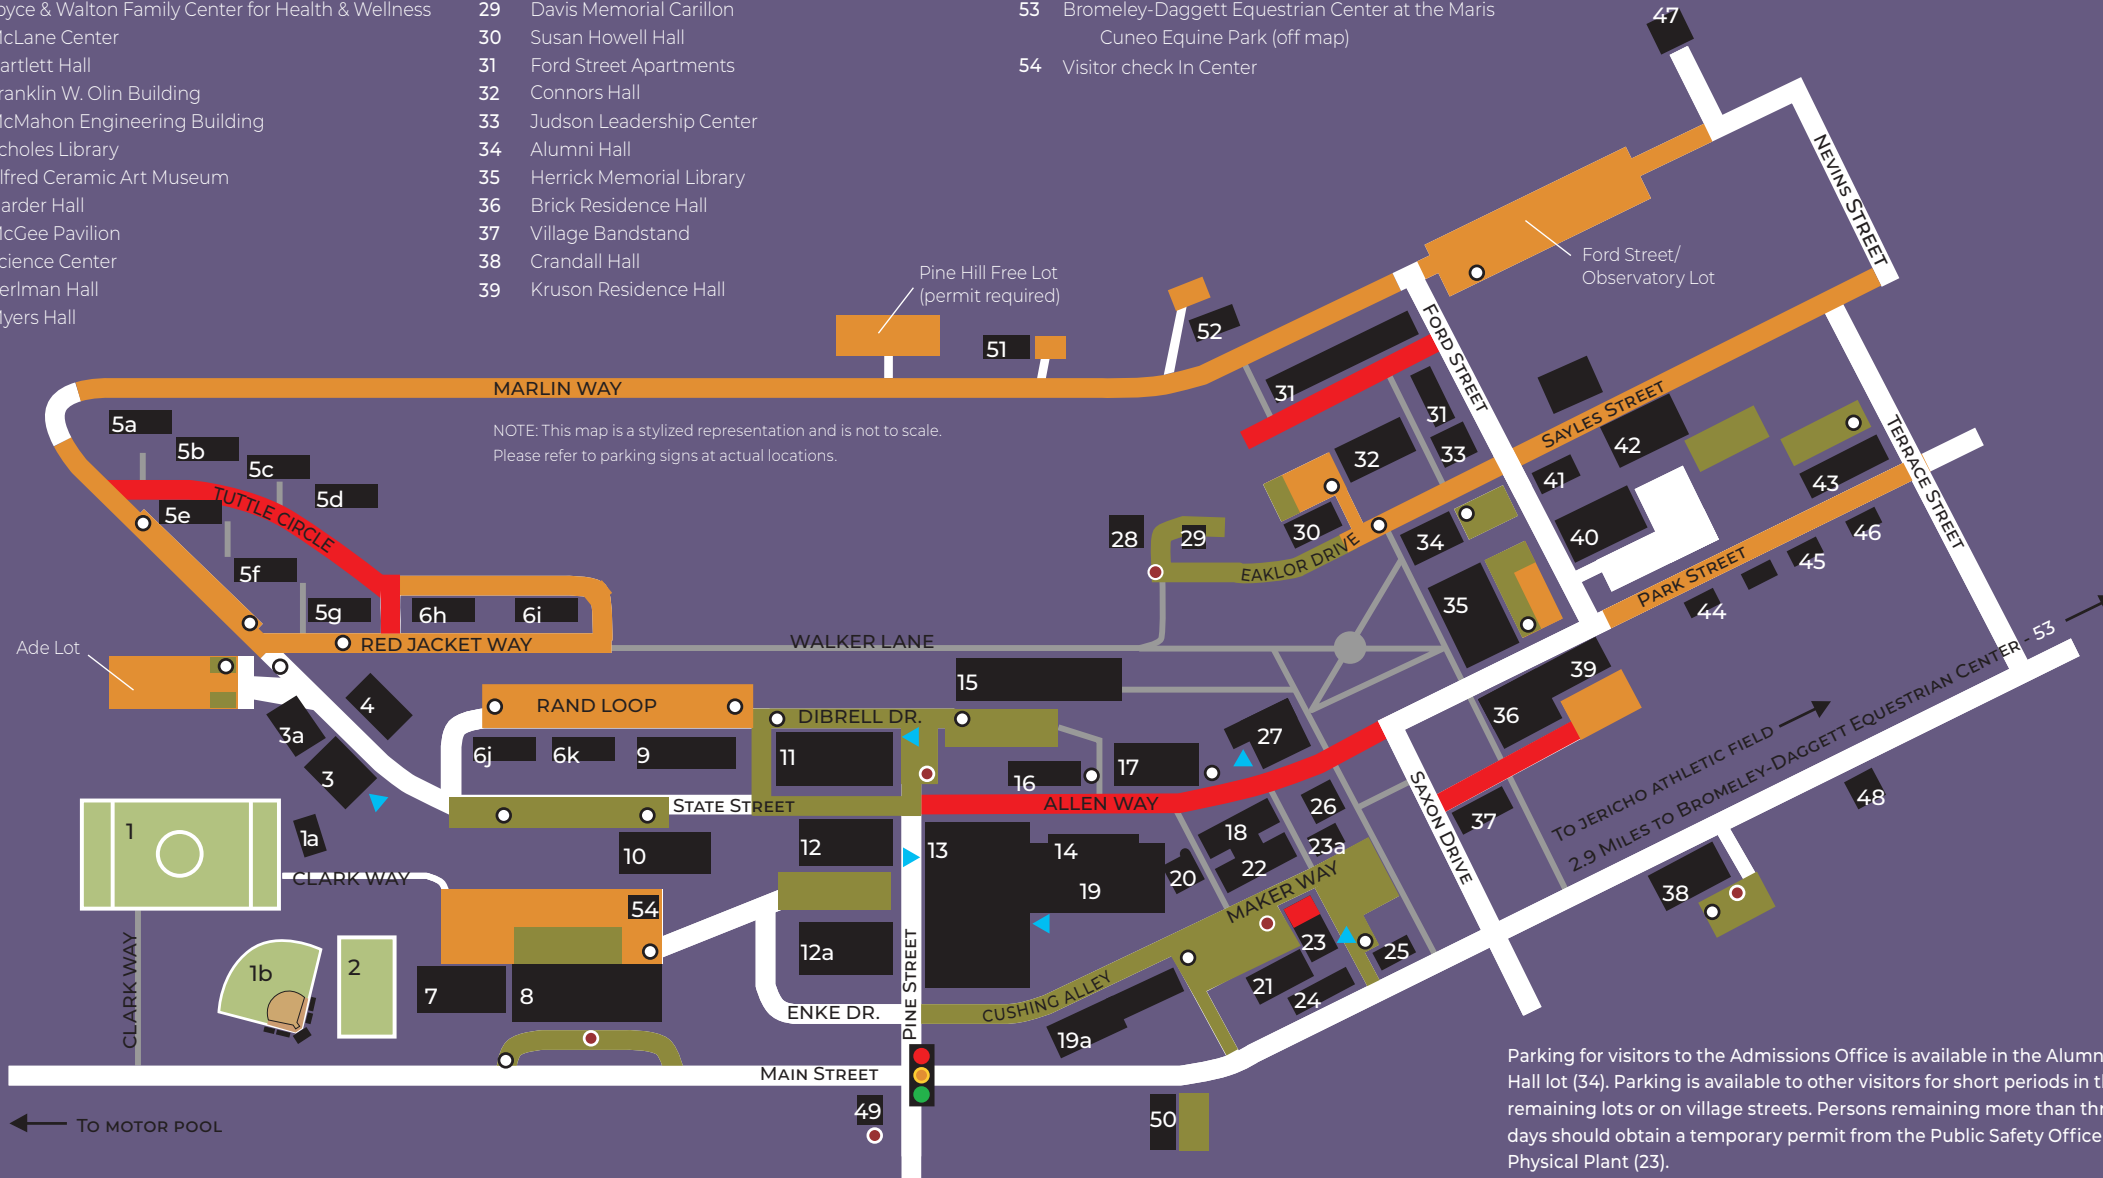 oyce & Walton Family Center for Health & Wellness
cLane Center
artlett Hall
ranklin W. Olin Building
cMahon Engineering Building
choles Library
lfred Ceramic Art Museum
arder Hall
cGee Pavilion
cience Center
erlman Hall
yers Hall
29 Davis Memorial Carillon
30 Susan Howell Hall
31 Ford Street Apartments
32 Connors Hall
33 Judson Leadership Center
34 Alumni Hall
35 Herrick Memorial Library
36 Brick Residence Hall
37 Village Bandstand
38 Crandall Hall
39 Kruson Residence Hall
53 Bromeley-Daggett Equestrian Center at the Maris
Cuneo Equine Park (off map)
54 Visitor check In Center
47
NEVINS STREET
Ford Street/
Observatory Lot
Pine Hill Free Lot
(permit required)
51
52
MARLIN WAY
NOTE: This map is a stylized representation and is not to scale.
Please refer to parking signs at actual locations.
FORD STREET
31
31
32
33
SAYLES STREET
41
42
43
TERRACE STREET
5a
5b
5c
5d
5e
5f
5g
TUTTLE CIRCLE
6h
6i
RED JACKET WAY
WALKER LANE
28
29
30
EAKLOR DRIVE
34
35
40
PARK STREET
44
45
46
Ade Lot
3a
4
3
RAND LOOP
6j
6k
9
DIBRELL DR.
11
15
16
17
27
39
36
37
STATE STREET
ALLEN WAY
SAXON DRIVE
TO JERICHO ATHLETIC FIELD
2.9 MILES TO BROMELEY-DAGGETT EQUESTRIAN CENTER - 53
48
38
1
1a
CLARK WAY
10
12
13
14
19
18
22
20
26
23a
MAKER WAY
54
12a
CLARK WAY
1b
2
7
8
ENKE DR.
PINE STREET
CUSHING ALLEY
19a
21
23
24
25
MAIN STREET
TO MOTOR POOL
49
50
Parking for visitors to the Admissions Office is available in the Alumn
Hall lot (34). Parking is available to other visitors for short periods in t
remaining lots or on village streets. Persons remaining more than thr
days should obtain a temporary permit from the Public Safety Office
Physical Plant (23).